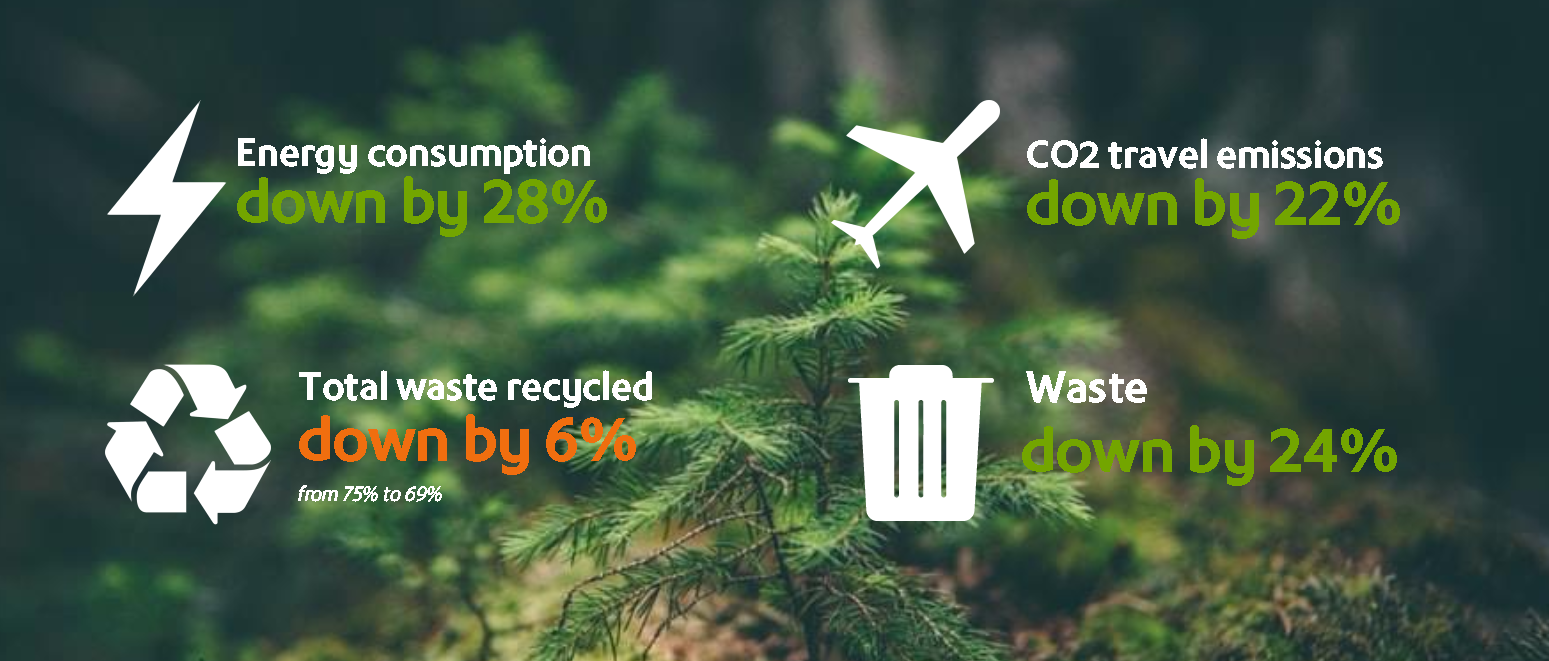 Energy consumption
down by 28%
CO2 travel emissions
down by 22%
Total waste recycled
down by 6%
from 75% to 69%
Waste
down by 24%